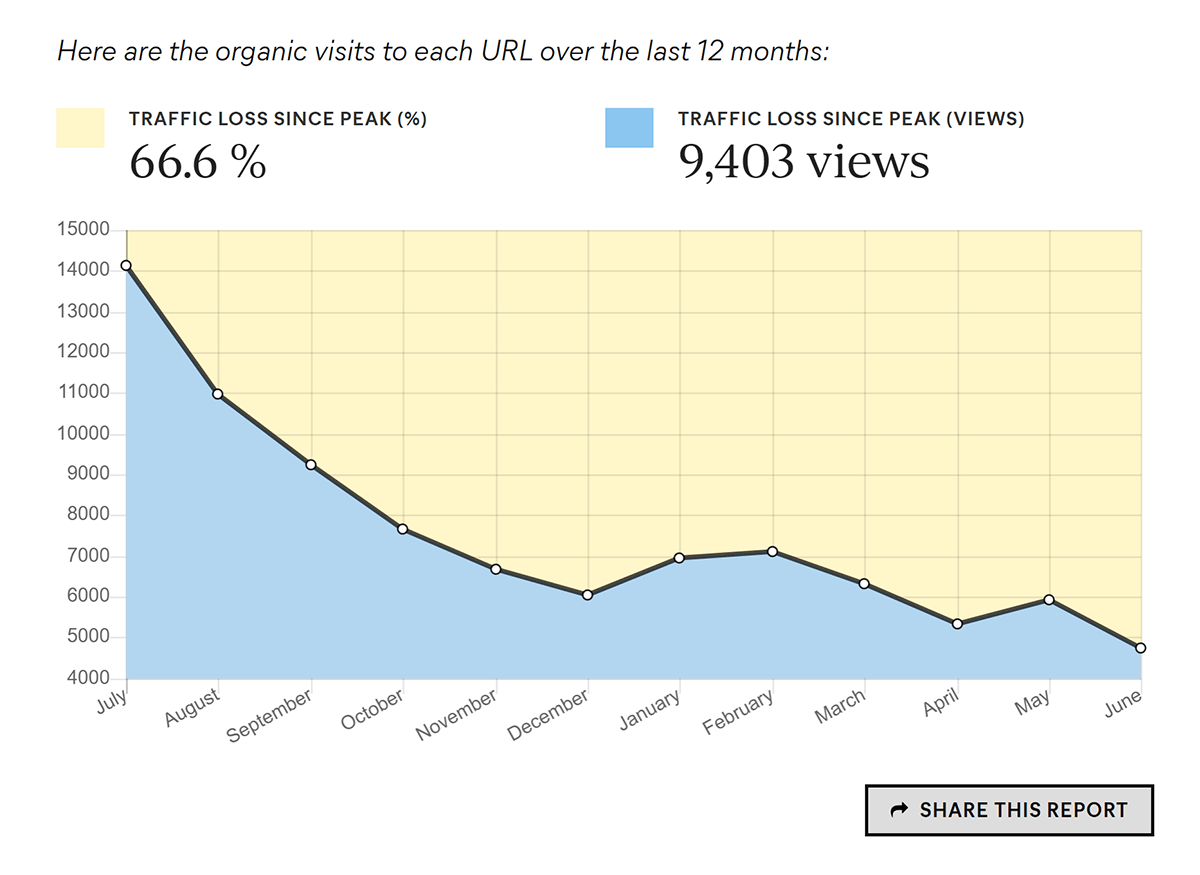 Here are the organic visits to each URL over the last 12 months:
TRAFFIC LOSS SINCE PEAK (%)
66.6 %
TRAFFIC LOSS SINCE PEAK (VIEWS)
9,403 views
15000
14000
13000
12000
11000
10000
9000
8000
7000
6000
5000
4000
July
August
September
October
November
December
January
February
March
April
May
June
SHARE THIS REPORT